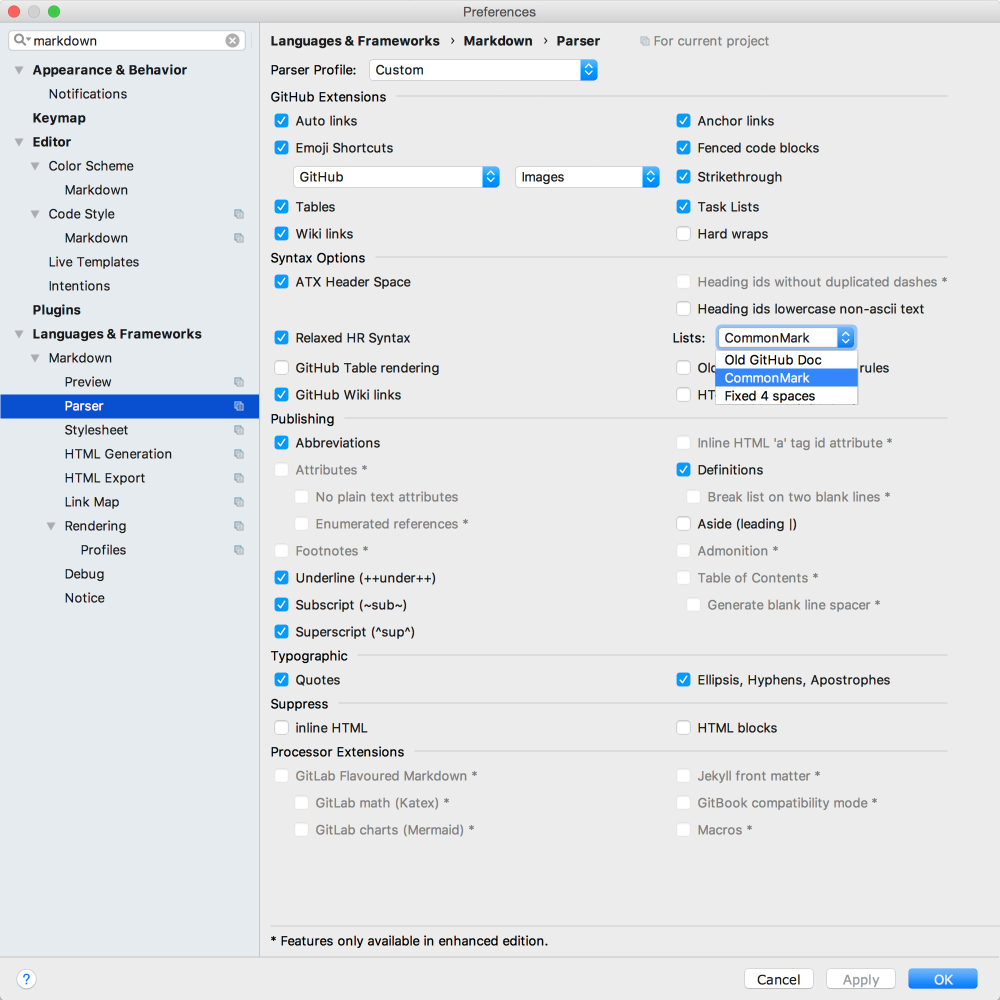 Preferences
markdown
Appearance & Behavior
Notifications
Keymap
Editor
Color Scheme
Markdown
Code Style
Markdown
Live Templates
Intentions
Plugins
Languages & Frameworks
Markdown
Preview
Parser
Stylesheet
HTML Generation
HTML Export
Link Map
Rendering
Profiles
Debug
Notice
Languages & Frameworks › Markdown › Parser For current project
Parser Profile: Custom
GitHub Extensions
Auto links Anchor links
Emoji Shortcuts Fenced code blocks
GitHub Images Strikethrough
Tables Task Lists
Wiki links Hard wraps
Syntax Options
ATX Header Space Heading ids without duplicated dashes *
Heading ids lowercase non-ascii text
Relaxed HR Syntax Lists: CommonMark
Old GitHub Doc
GitHub Table rendering rules
CommonMark
GitHub Wiki links Fixed 4 spaces
Publishing
Abbreviations Inline HTML 'a' tag id attribute *
Attributes * Definitions
No plain text attributes Break list on two blank lines *
Enumerated references * Aside (leading |)
Footnotes * Admonition *
Underline (++under++) Table of Contents *
Subscript (~sub~) Generate blank line spacer *
Superscript (^sup^)
Typographic
Quotes Ellipsis, Hyphens, Apostrophes
Suppress
inline HTML HTML blocks
Processor Extensions
GitLab Flavoured Markdown * Jekyll front matter *
GitLab math (Katex) * GitBook compatibility mode *
GitLab charts (Mermaid) * Macros *
* Features only available in enhanced edition.
? Cancel Apply OK